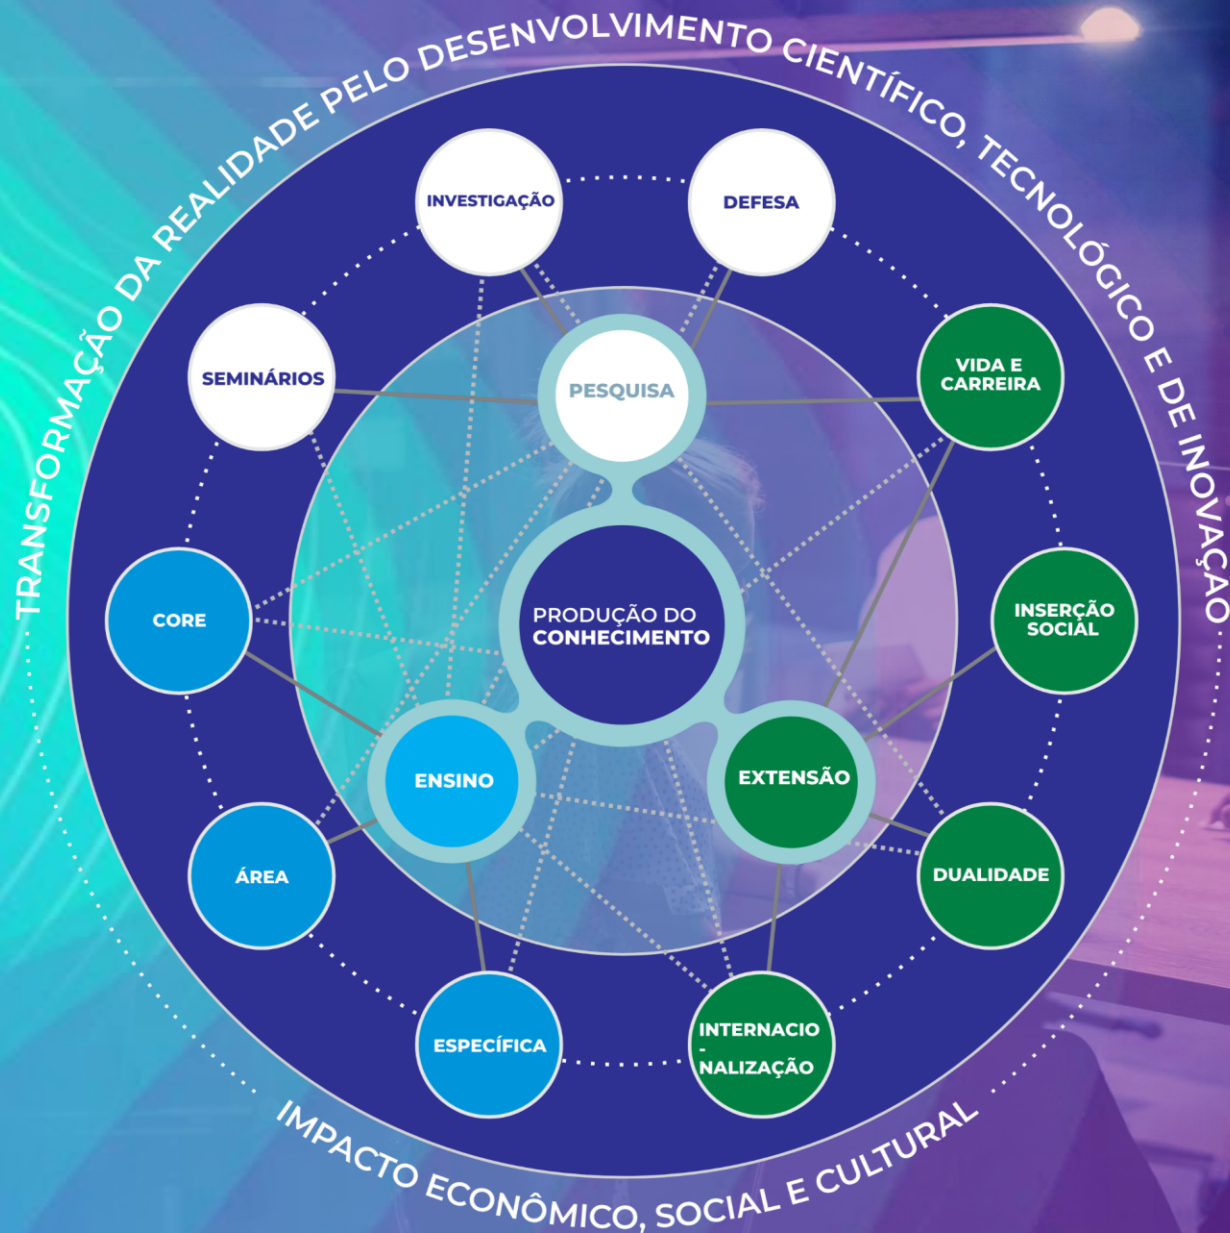 TRANSFORMAÇÃO DA REALIDADE PELO DESENVOLVIMENTO CIENTÍFICO, TECNOLÓGICO E DE INOVAÇÃO
INVESTIGAÇÃO
DEFESA
SEMINÁRIOS
PESQUISA
VIDA E
CARREIRA
CORE
PRODUÇÃO DO
CONHECIMENTO
INSERÇÃO
SOCIAL
ENSINO
EXTENSÃO
ÁREA
DUALIDADE
ESPECÍFICA
INTERNACIO
-
NALIZAÇÃO
IMPACTO ECONÔMICO, SOCIAL E CULTURAL